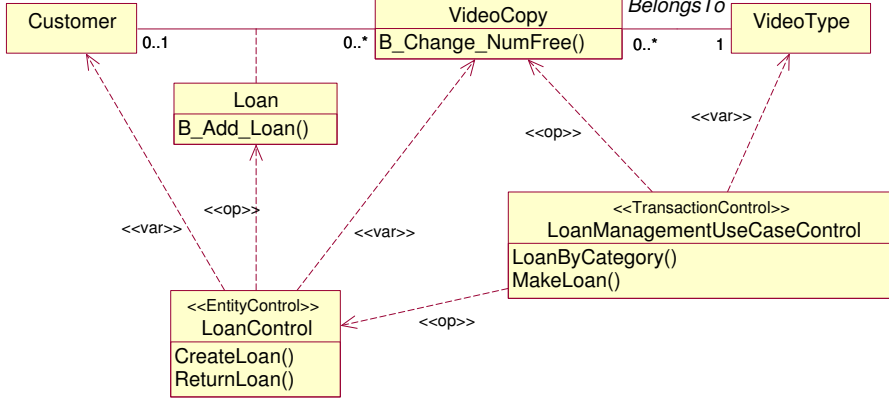 Customer
0..1
0..*
VideoCopy
B_Change_NumFree()
BelongsTo
0..*
1
VideoType
Loan
B_Add_Loan()
<<var>>
<<op>>
<<var>>
<<op>>
<<var>>
<<TransactionControl>>
LoanManagementUseCaseControl
LoanByCategory()
MakeLoan()
<<op>>
<<EntityControl>>
LoanControl
CreateLoan()
ReturnLoan()